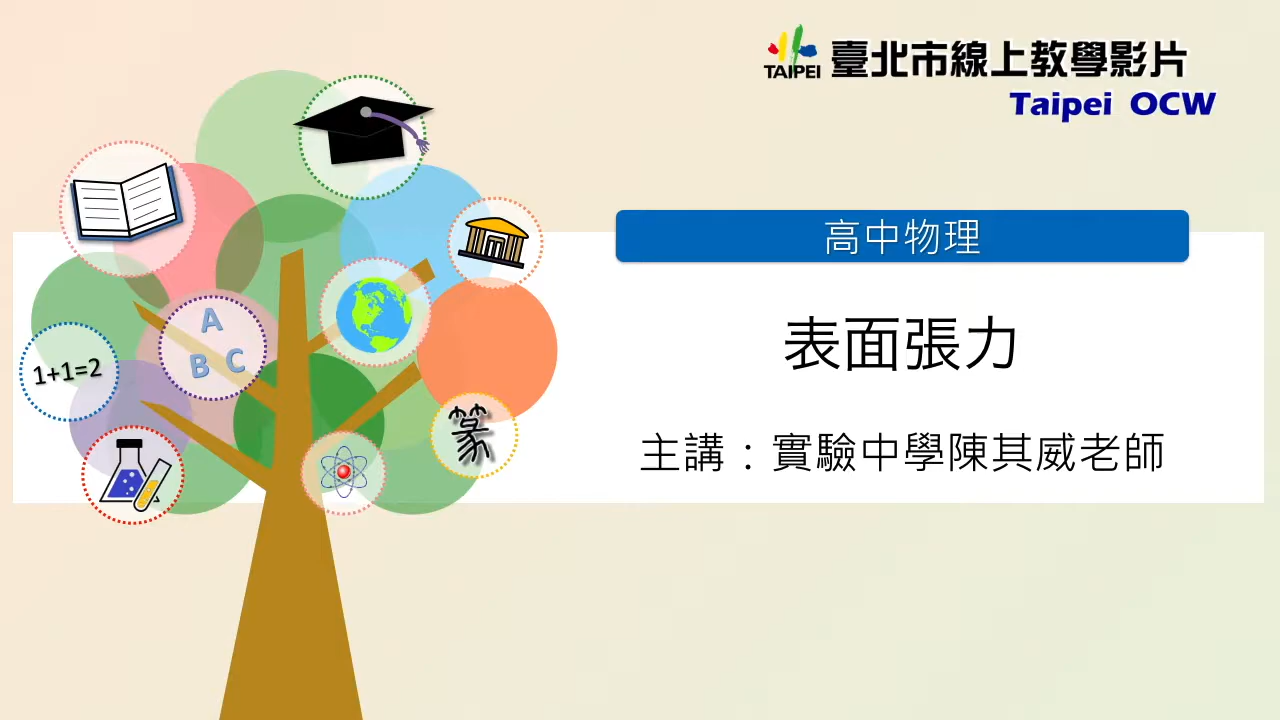 TAIPEI 臺北市線上教學影片
Taipei OCW
高中物理
表面張力
主講：實驗中學陳其威老師
A
B C
1+1=2
篆